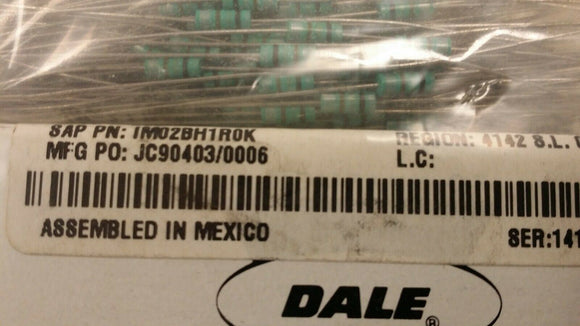 SAP PN: IM02BH1R0K
REGION: 4142 S.L.
MFG PO: JC90403/0006
L.C:
ASSEMBLED IN MEXICO
SER:141
DALE®